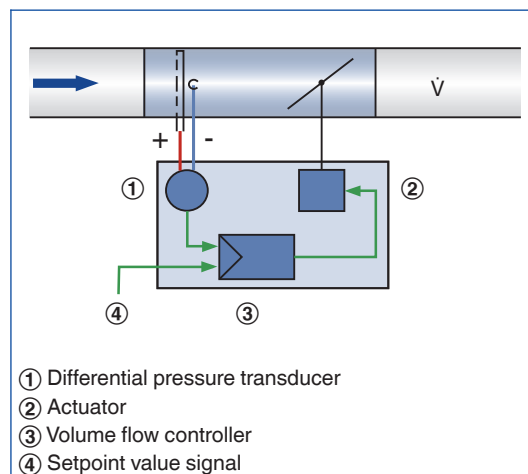 V̇
+ -
① ②
④ ③
① Differential pressure transducer
② Actuator
③ Volume flow controller
④ Setpoint value signal